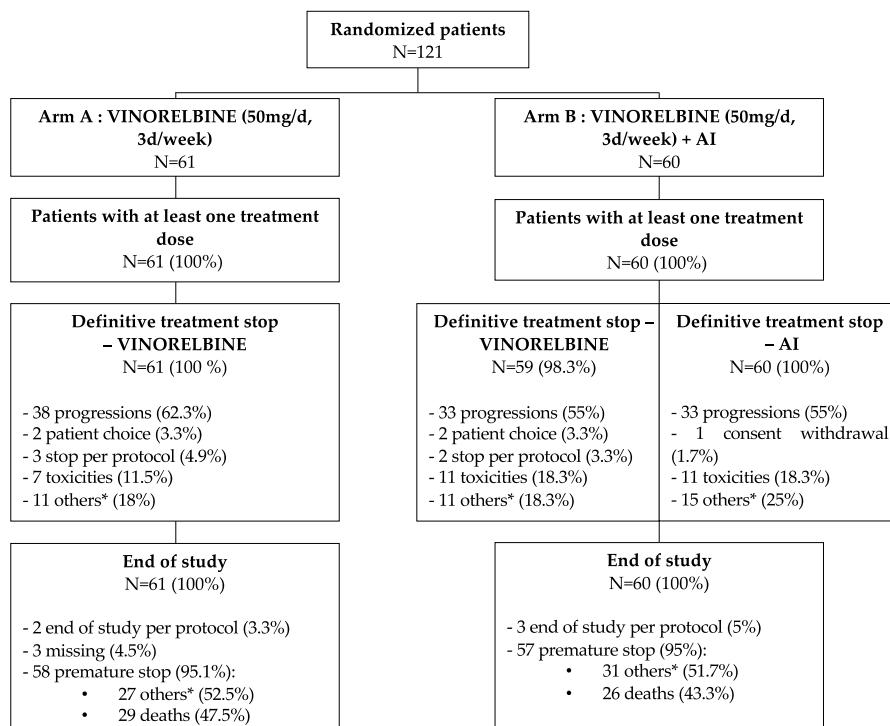 Randomized patients
N=121
Arm A : VINORELBINE (50mg/d,
3d/week)
N=61
Arm B : VINORELBINE (50mg/d,
3d/week) + AI
N=60
Patients with at least one treatment
dose
N=61 (100%)
Patients with at least one treatment
dose
N=60 (100%)
Definitive treatment stop
– VINORELBINE
N=61 (100 %)
- 38 progressions (62.3%)
- 2 patient choice (3.3%)
- 3 stop per protocol (4.9%)
- 7 toxicities (11.5%)
- 11 others* (18%)
Definitive treatment stop –
VINORELBINE
N=59 (98.3%)
- 33 progressions (55%)
- 2 patient choice (3.3%)
- 2 stop per protocol (3.3%)
- 11 toxicities (18.3%)
- 11 others* (18.3%)
Definitive treatment stop
– AI
N=60 (100%)
- 33 progressions (55%)
- 1 consent withdrawal
(1.7%)
- 11 toxicities (18.3%)
- 15 others* (25%)
End of study
N=61 (100%)
- 2 end of study per protocol (3.3%)
- 3 missing (4.5%)
- 58 premature stop (95.1%):
• 27 others* (52.5%)
• 29 deaths (47.5%)
End of study
N=60 (100%)
- 3 end of study per protocol (5%)
- 57 premature stop (95%):
• 31 others* (51.7%)
• 26 deaths (43.3%)